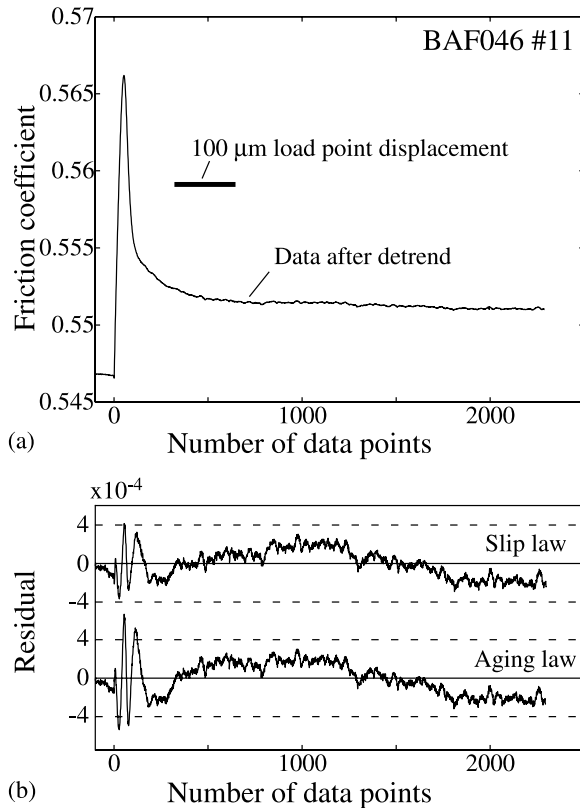 0.57
BAF046 #11
0.565
0.56
0.555
0.55
0.545
Friction coefficient
100 μm load point displacement
Data after detrend
0
1000
2000
(a)
Number of data points
x10-4
4
0
-4
4
0
-4
Residual
Slip law
Aging law
0
1000
2000
(b)
Number of data points